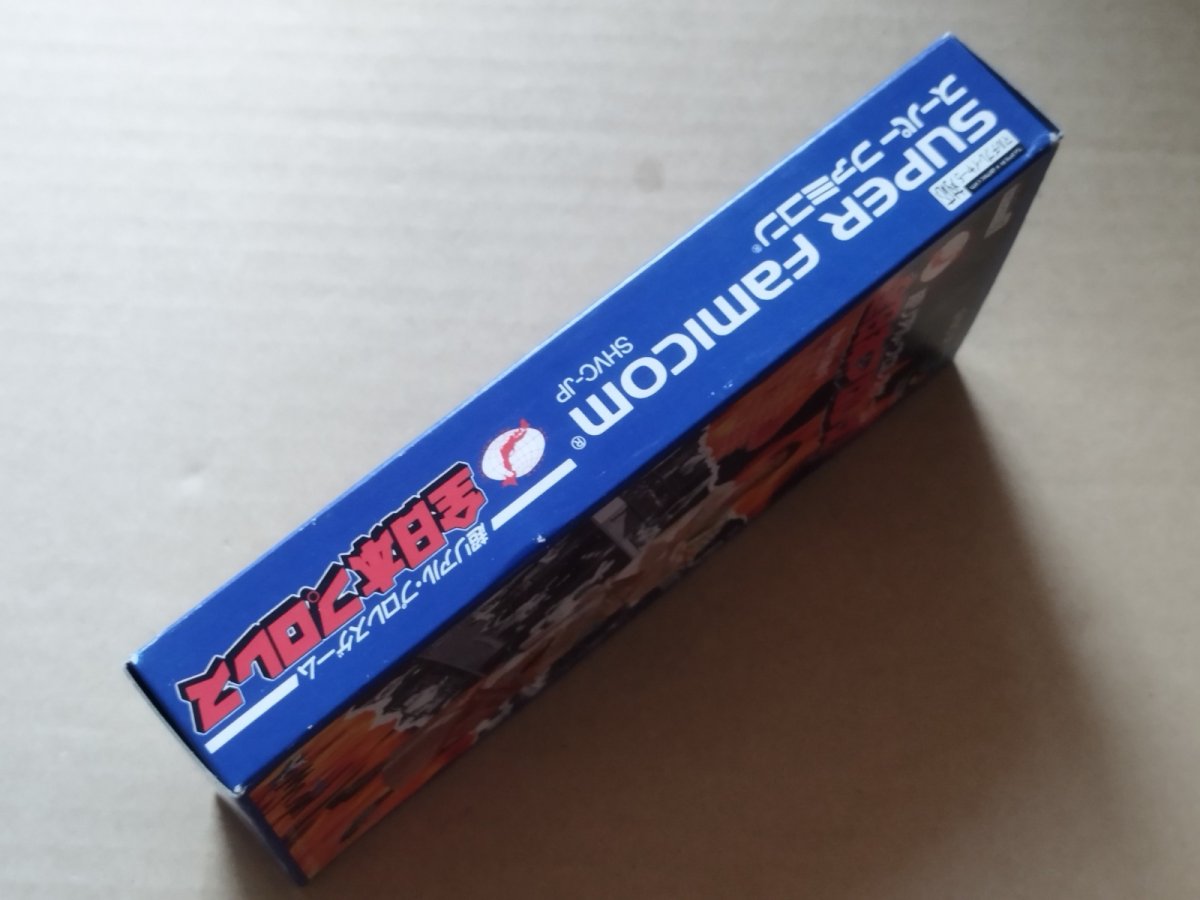 SUPER Famicom®
スーパーファミコン®
SHVC-JP
超リアル・プロレスゲーム
全日本プロレス